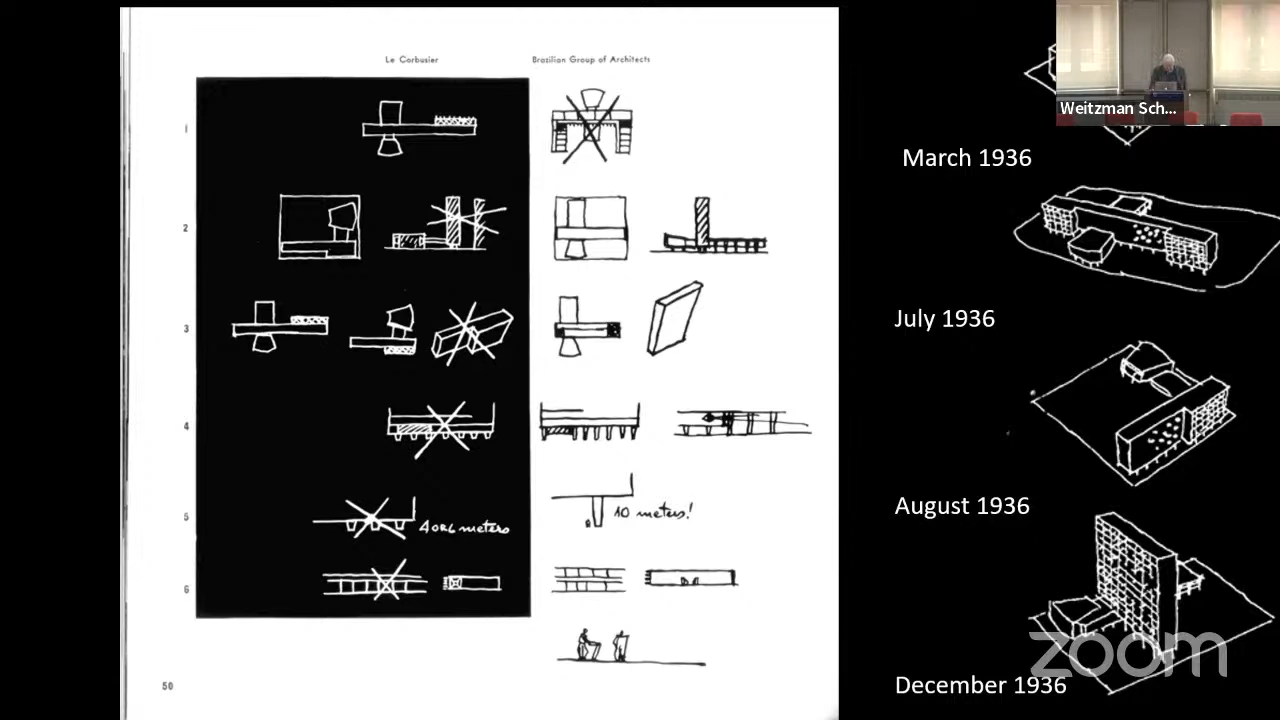 Le Corbusier
Brazilian Group of Architects
1
2
3
4
5
4 or 6 meters
10 meters!
6
50
Weitzman Sch...
March 1936
July 1936
August 1936
December 1936
zoom